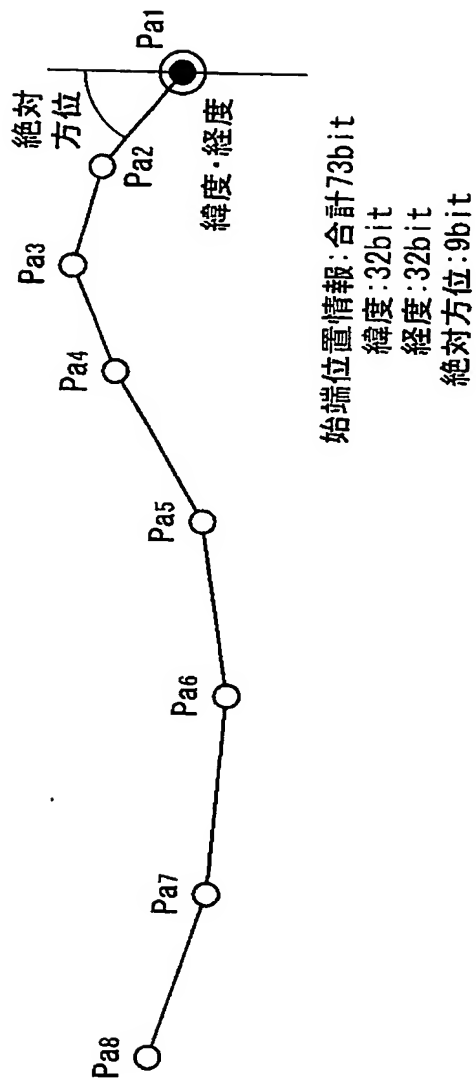 絶対
方位
Pa1
Pa2
Pa3
Pa4
Pa5
Pa6
Pa7
Pa8
緯度・経度
始端位置情報:合計73bit
緯度:32bit
経度:32bit
絶対方位:9bit